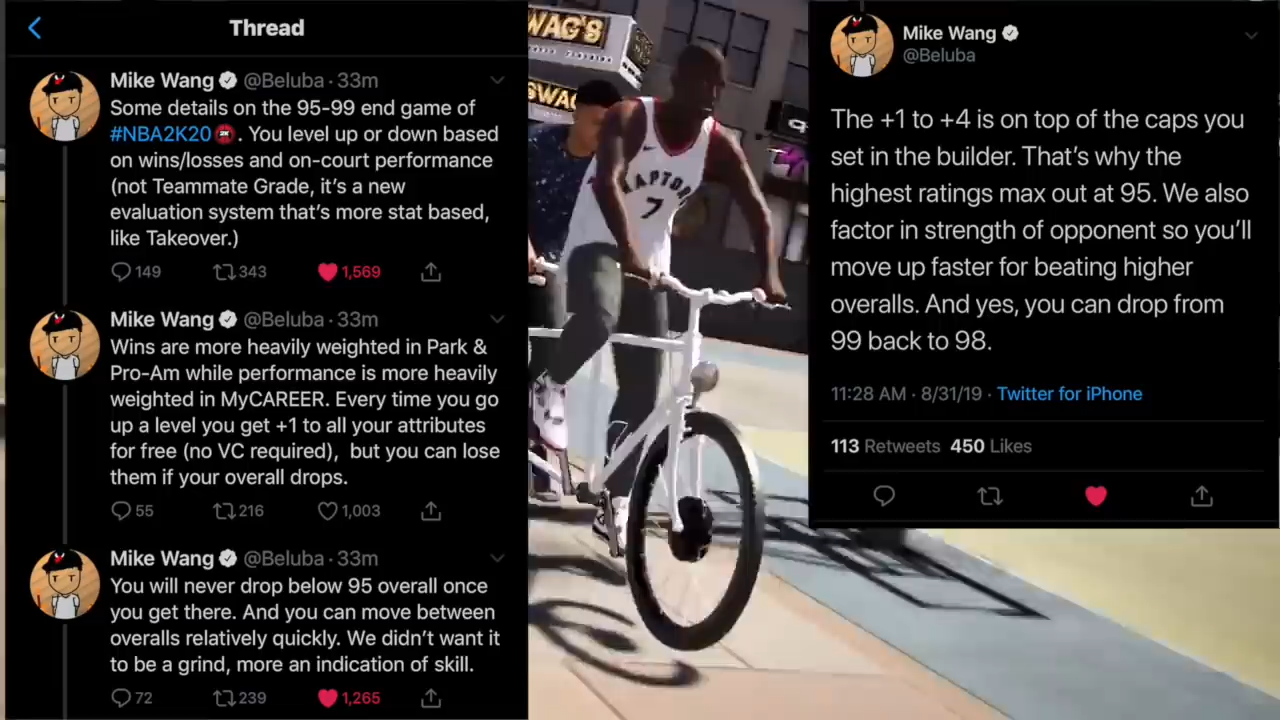 Thread
Mike Wang @Beluba · 33m
Some details on the 95-99 end game of
#NBA2K20. You level up or down based
on wins/losses and on-court performance
(not Teammate Grade, it's a new
evaluation system that's more stat based,
like Takeover.)
149 343 1,569
Mike Wang @Beluba · 33m
Wins are more heavily weighted in Park &
Pro-Am while performance is more heavily
weighted in MyCAREER. Every time you go
up a level you get +1 to all your attributes
for free (no VC required), but you can lose
them if your overall drops.
55 216 1,003
Mike Wang @Beluba · 33m
You will never drop below 95 overall once
you get there. And you can move between
overalls relatively quickly. We didn't want it
to be a grind, more an indication of skill.
72 239 1,265
SWAG'S
SWAG
RAPTORS
7
Mike Wang
@Beluba
The +1 to +4 is on top of the caps you
set in the builder. That's why the
highest ratings max out at 95. We also
factor in strength of opponent so you'll
move up faster for beating higher
overalls. And yes, you can drop from
99 back to 98.
11:28 AM · 8/31/19 · Twitter for iPhone
113 Retweets 450 Likes